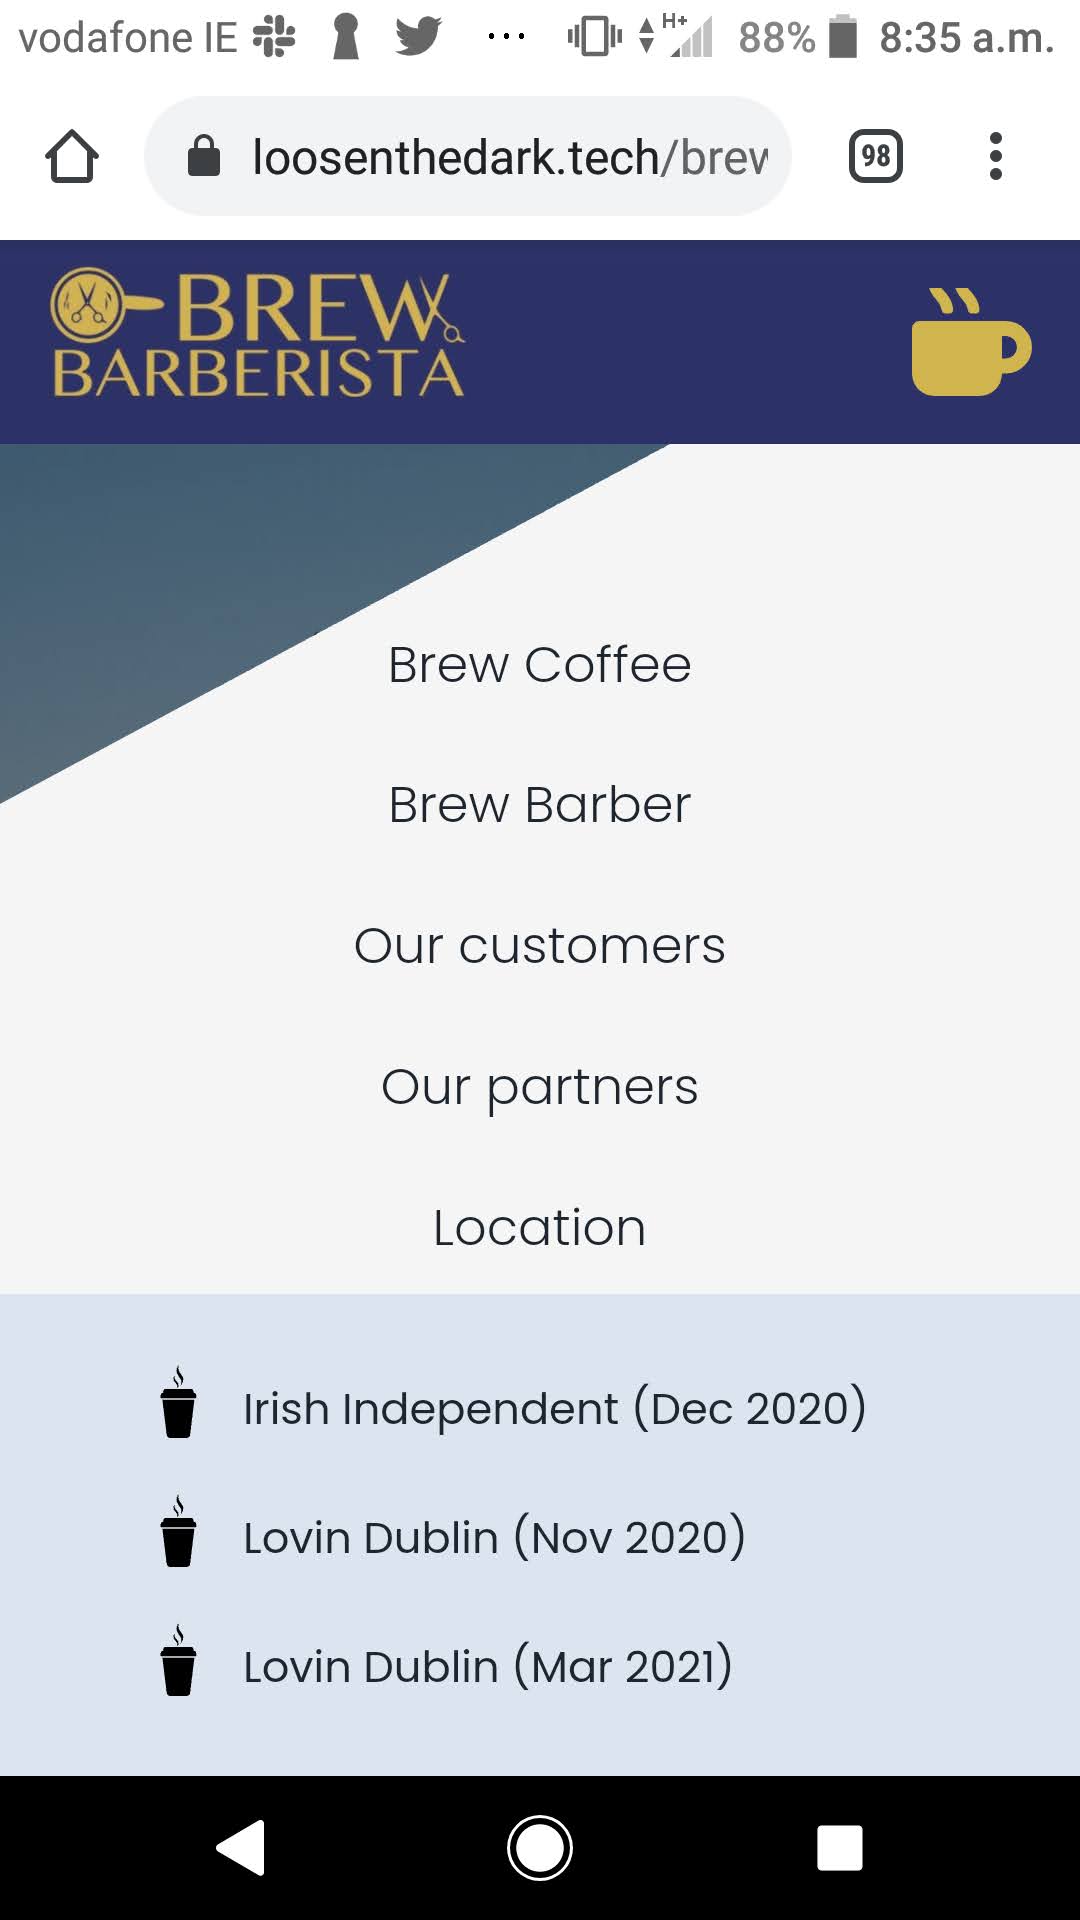 vodafone IE ... H+ 88% 8:35 a.m.
loosenthedark.tech/brew 98
BREW
BARBERISTA
Brew Coffee
Brew Barber
Our customers
Our partners
Location
Irish Independent (Dec 2020)
Lovin Dublin (Nov 2020)
Lovin Dublin (Mar 2021)